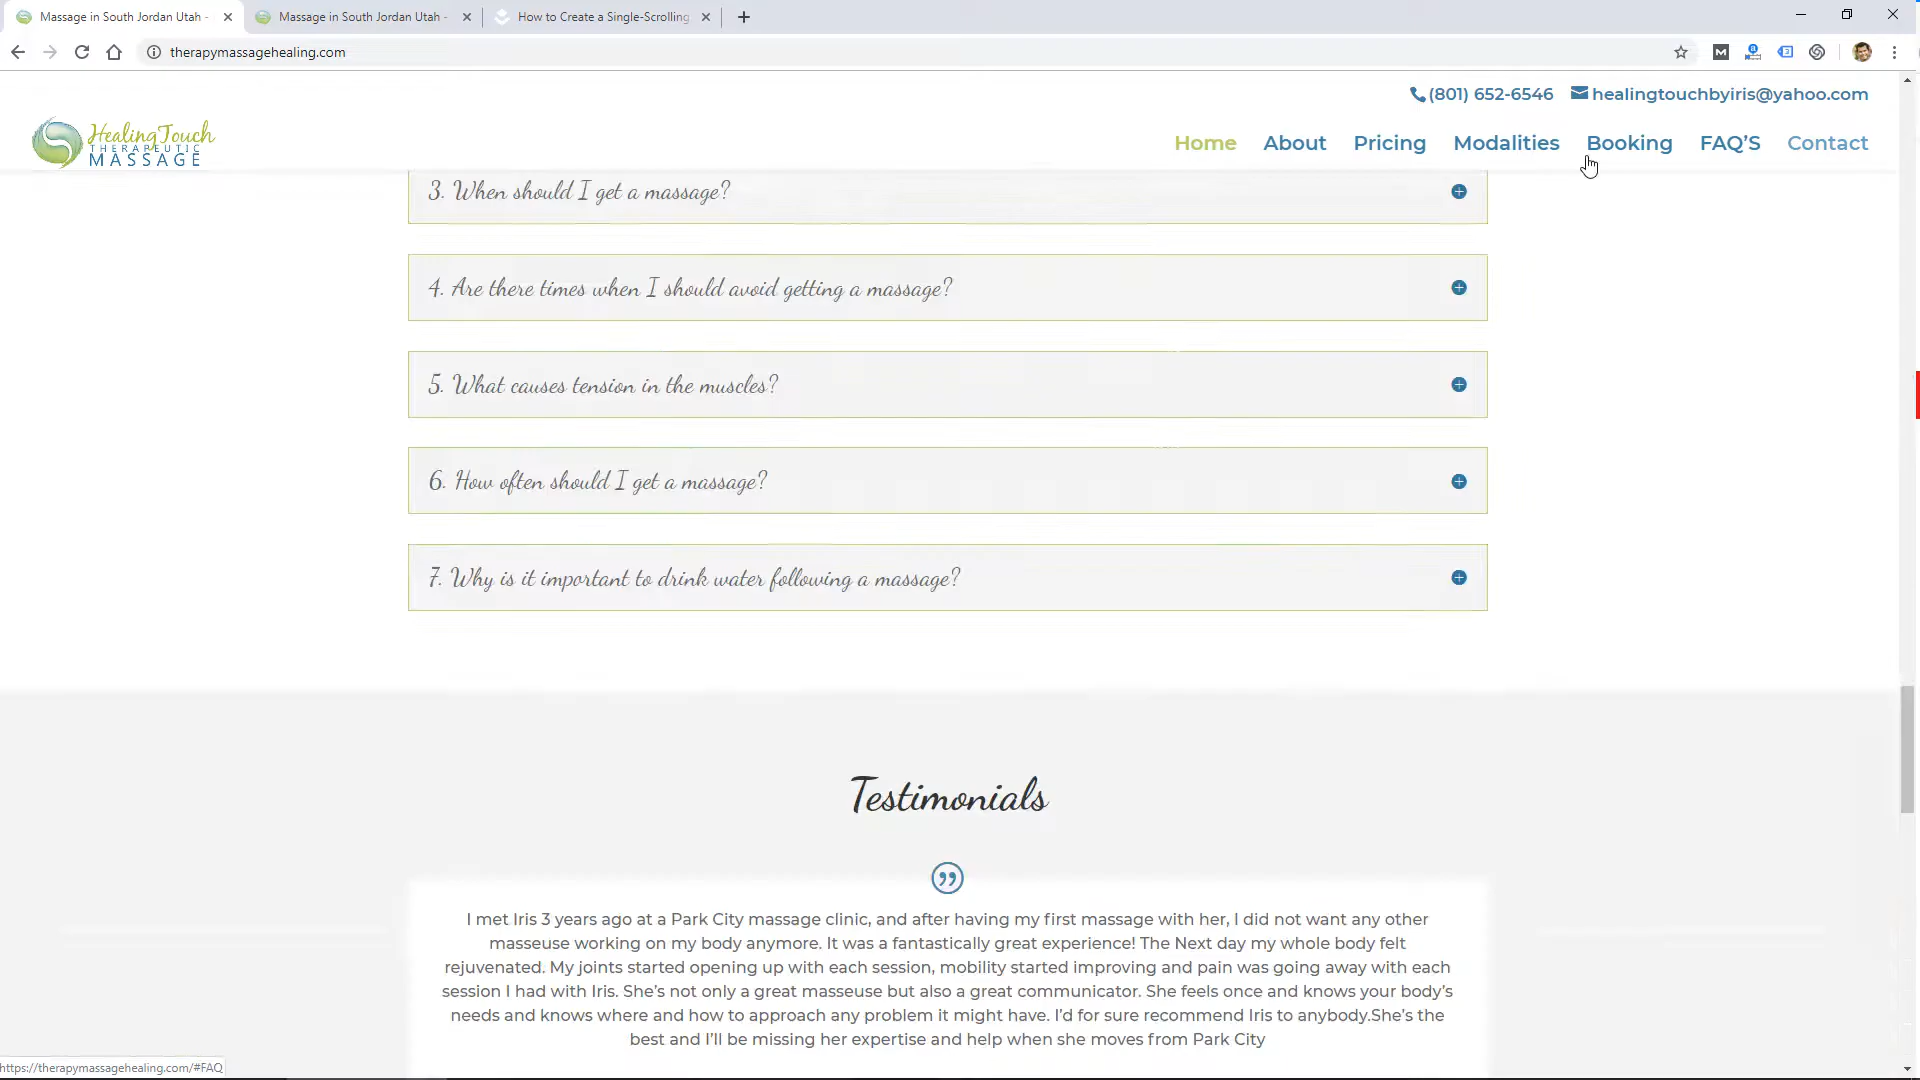 Massage in South Jordan Utah -
Massage in South Jordan Utah -
How to Create a Single-Scrolling
therapymassagehealing.com
(801) 652-6546 healingtouchbyiris@yahoo.com
Healing Touch
THERAPEUTIC
MASSAGE
Home About Pricing Modalities Booking FAQ'S Contact
3. When should I get a massage?
4. Are there times when I should avoid getting a massage?
5. What causes tension in the muscles?
6. How often should I get a massage?
7. Why is it important to drink water following a massage?
Testimonials
I met Iris 3 years ago at a Park City massage clinic, and after having my first massage with her, I did not want any other
masseuse working on my body anymore. It was a fantastically great experience! The Next day my whole body felt
rejuvenated. My joints started opening up with each session, mobility started improving and pain was going away with each
session I had with Iris. She's not only a great masseuse but also a great communicator. She feels once and knows your body's
needs and knows where and how to approach any problem it might have. I'd for sure recommend Iris to anybody.She's the
best and I'll be missing her expertise and help when she moves from Park City
https://therapymassagehealing.com/#FAQ